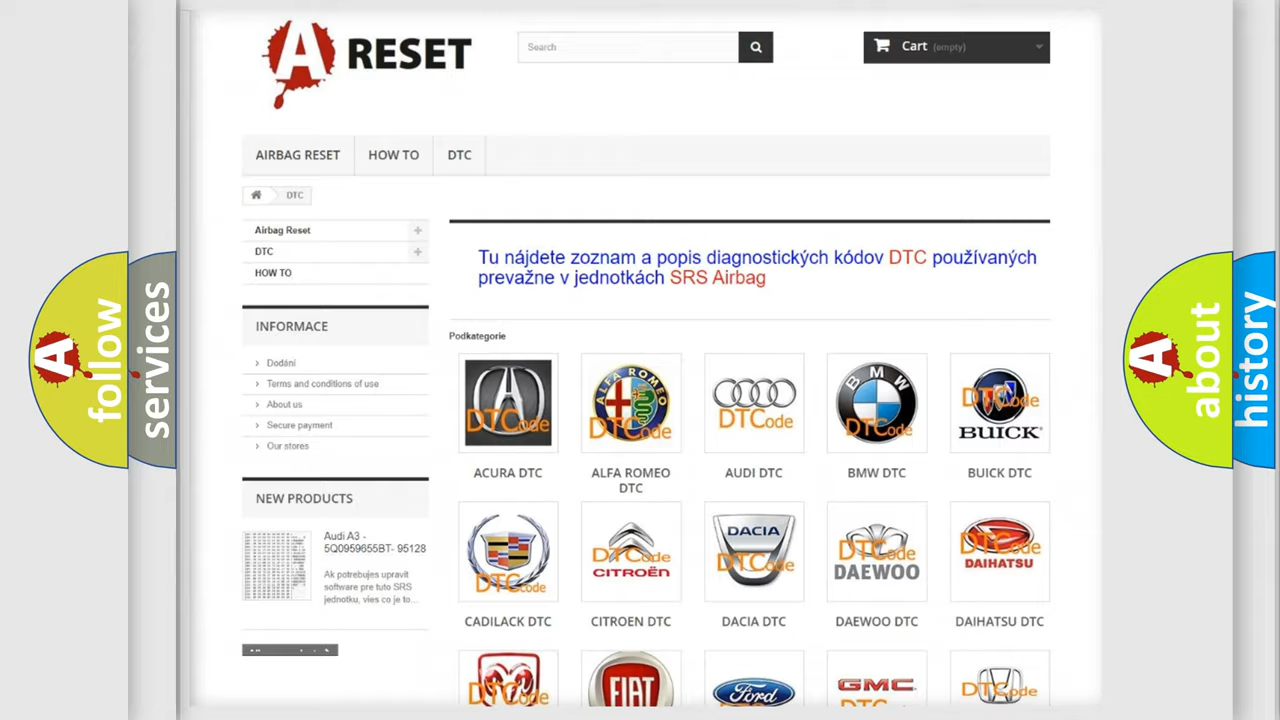 A RESET
Search
Cart (empty)
AIRBAG RESET
HOW TO
DTC
DTC
Airbag Reset
DTC
HOW TO
INFORMACE
Dodání
Terms and conditions of use
About us
Secure payment
Our stores
NEW PRODUCTS
Audi A3 -
5Q0959655BT- 95128
Ak potrebujes upravit
software pre tuto SRS
jednotku, vies co je to...
Tu nájdete zoznam a popis diagnostických kódov DTC používaných
prevažne v jednotkách SRS Airbag
Podkategorie
DTCode
ALFA ROMEO
DTCode
DTCode
BMW
DTCode
DTCode
BUICK
ACURA DTC
ALFA ROMEO
DTC
AUDI DTC
BMW DTC
BUICK DTC
DTCode
DTCode
CITROËN
DACIA
DTCode
DTCode
DAEWOO
DTCode
DAIHATSU
CADILACK DTC
CITROEN DTC
DACIA DTC
DAEWOO DTC
DAIHATSU DTC
DTCode
FIAT
Ford
GMC
DTCode
A follow
services
A about
history